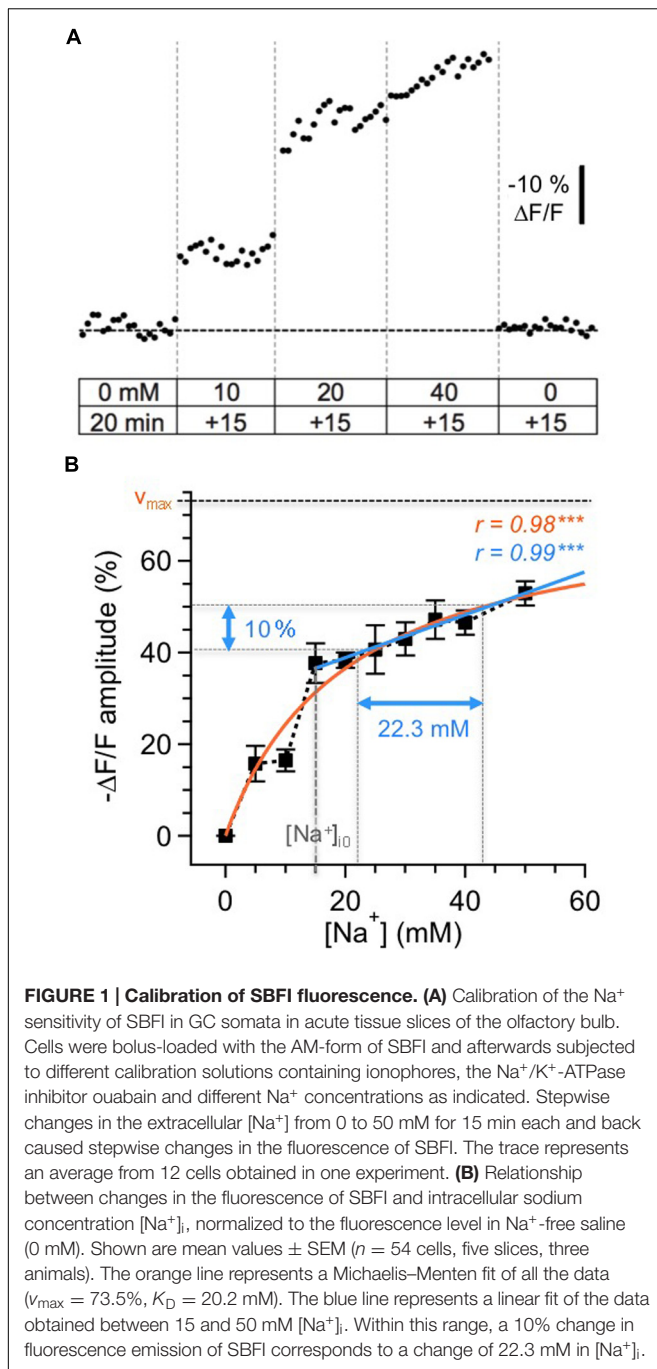 A
-10 %
ΔF/F
0 mM 10 20 40 0
20 min +15 +15 +15 +15
B
vmax
r = 0.98***
r = 0.99***
60
40
20
0
10 %
22.3 mM
[Na+]i0
-ΔF/F amplitude (%)
0 20 40 60
[Na+] (mM)
FIGURE 1 | Calibration of SBFI fluorescence. (A) Calibration of the Na+
sensitivity of SBFI in GC somata in acute tissue slices of the olfactory bulb.
Cells were bolus-loaded with the AM-form of SBFI and afterwards subjected
to different calibration solutions containing ionophores, the Na+/K+-ATPase
inhibitor ouabain and different Na+ concentrations as indicated. Stepwise
changes in the extracellular [Na+] from 0 to 50 mM for 15 min each and back
caused stepwise changes in the fluorescence of SBFI. The trace represents
an average from 12 cells obtained in one experiment. (B) Relationship
between changes in the fluorescence of SBFI and intracellular sodium
concentration [Na+]i, normalized to the fluorescence level in Na+-free saline
(0 mM). Shown are mean values ± SEM (n = 54 cells, five slices, three
animals). The orange line represents a Michaelis–Menten fit of all the data
(vmax = 73.5%, KD = 20.2 mM). The blue line represents a linear fit of the data
obtained between 15 and 50 mM [Na+]i. Within this range, a 10% change in
fluorescence emission of SBFI corresponds to a change of 22.3 mM in [Na+]i.